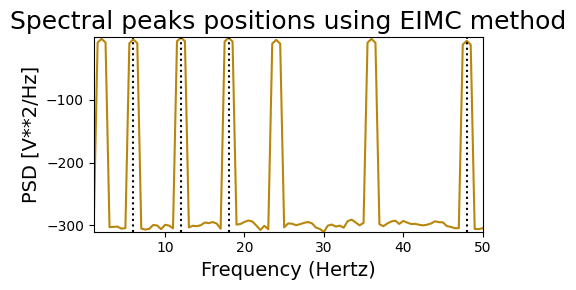 Spectral peaks positions using EIMC method
PSD [V**2/Hz]
−100
−200
−300
10
20
30
40
50
Frequency (Hertz)